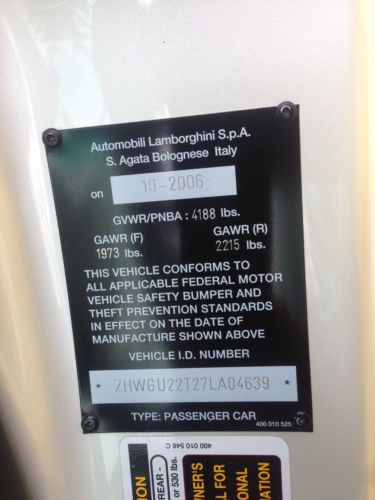 Automobili Lamborghini S.p.A.
S. Agata Bolognese Italy
on 10-2006
GVWR/PNBA : 4188 lbs.
GAWR (F) GAWR (R)
1973 lbs. 2215 lbs.
THIS VEHICLE CONFORMS TO
ALL APPLICABLE FEDERAL MOTOR
VEHICLE SAFETY BUMPER AND
THEFT PREVENTION STANDARDS
IN EFFECT ON THE DATE OF
MANUFACTURE SHOWN ABOVE
VEHICLE I.D. NUMBER
* ZHWGU22T27LA04639 *
TYPE: PASSENGER CAR
400 010 525
400 010 546 C
REAR -
or 530 lbs.